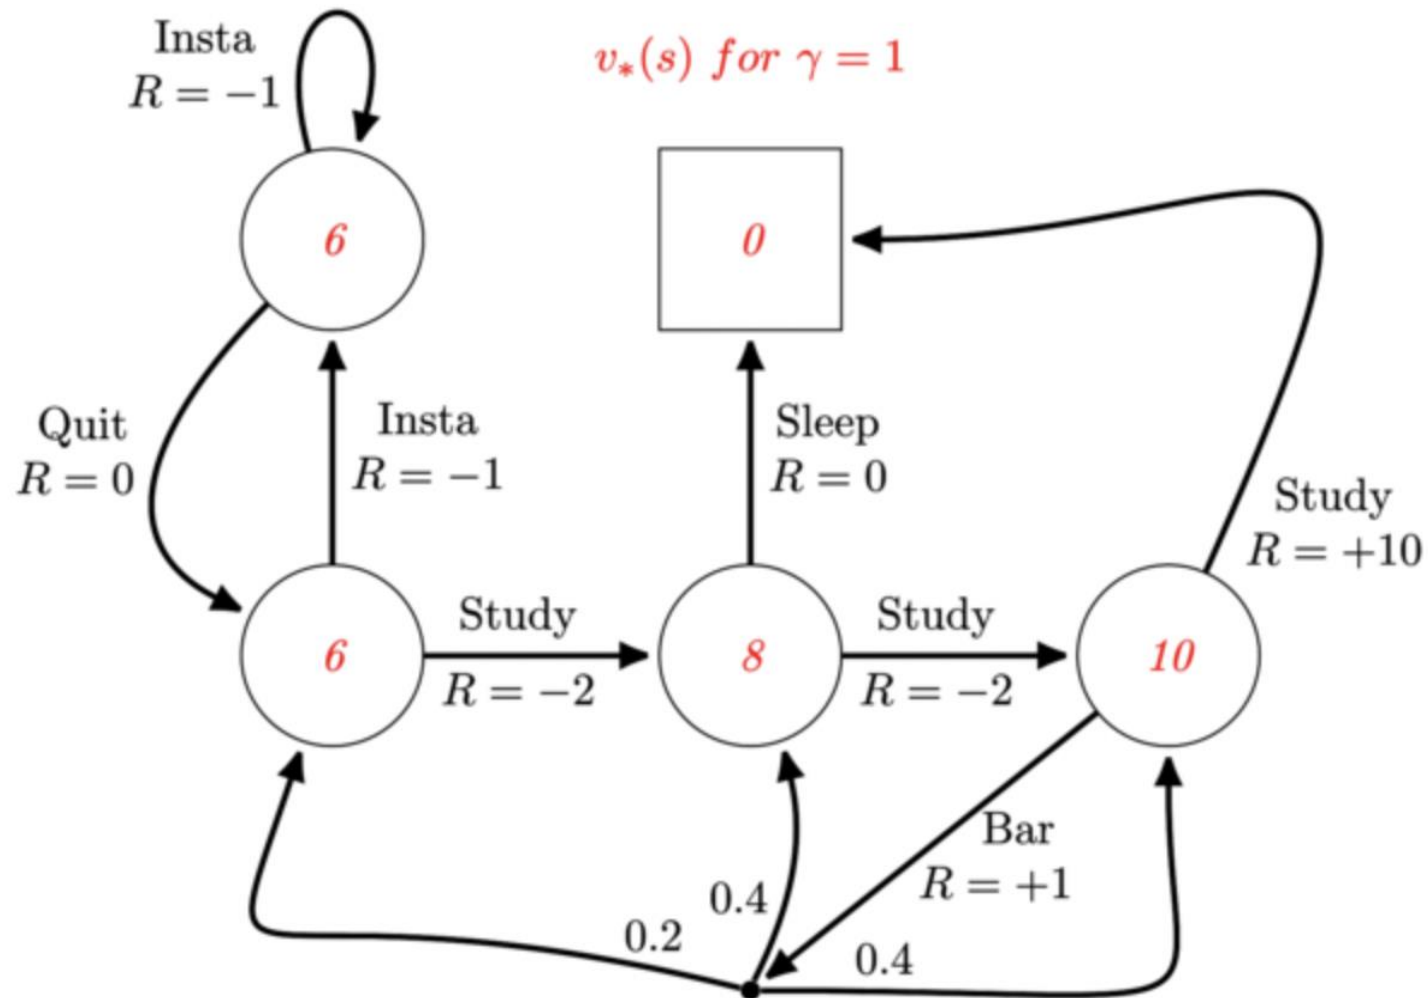 Insta
R = −1
v*(s) for γ = 1
6
0
Quit
R = 0
Insta
R = −1
Sleep
R = 0
Study
R = +10
6
Study
R = −2
8
Study
R = −2
10
Bar
R = +1
0.4
0.2
0.4